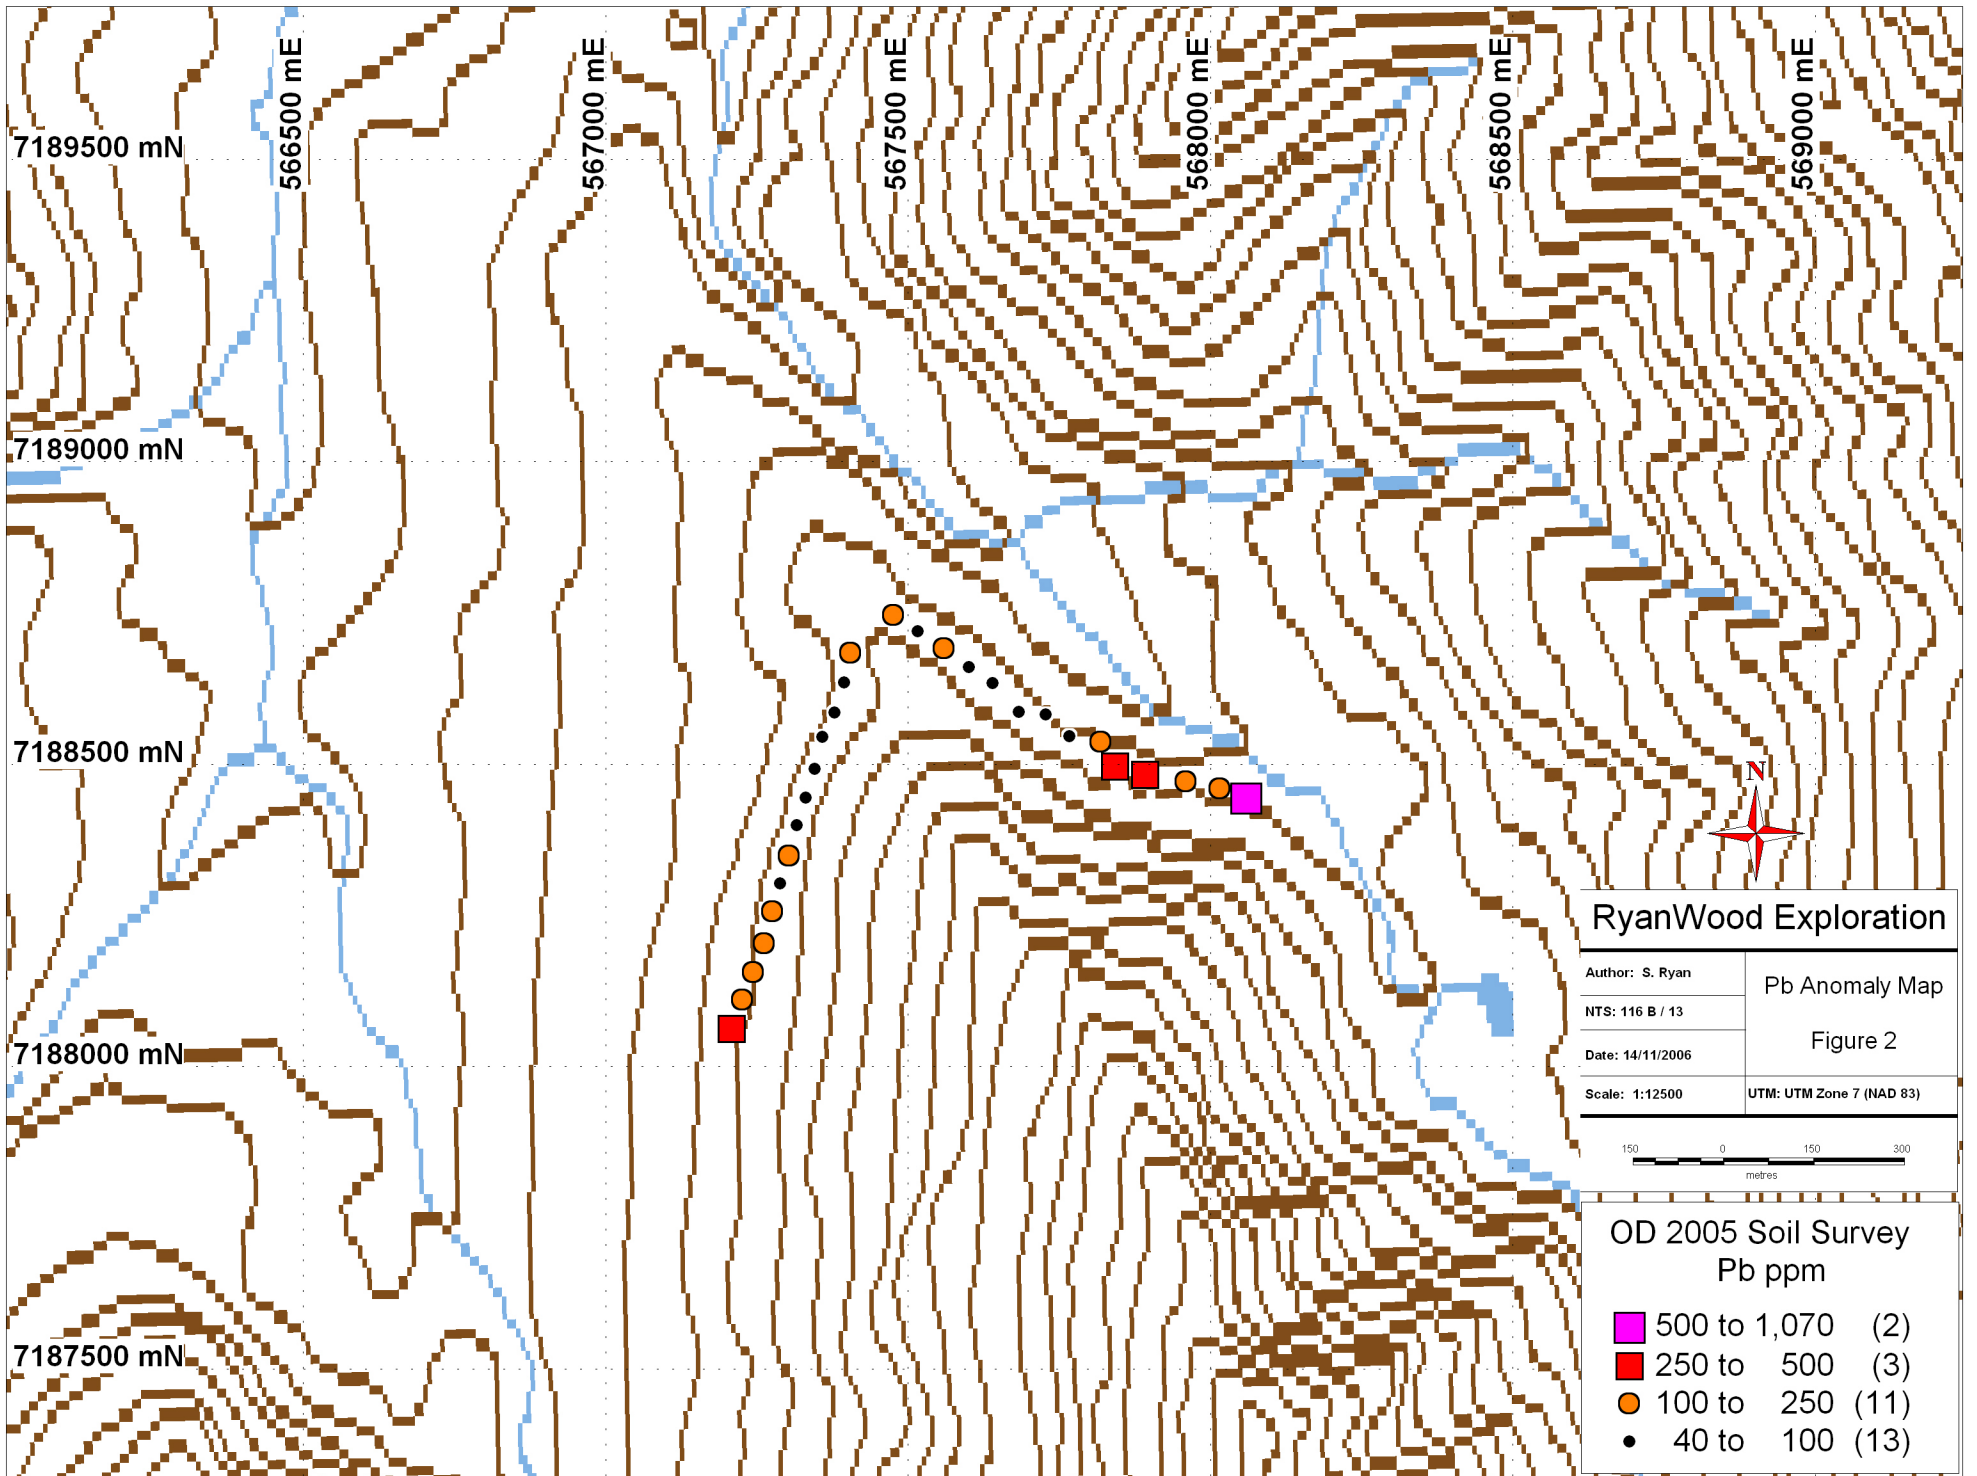 566500 mE
567000 mE
567500 mE
568000 mE
568500 mE
569000 mE
7189500 mN
7189000 mN
7188500 mN
7188000 mN
7187500 mN
N
RyanWood Exploration
Author: S. Ryan
NTS: 116 B / 13
Date: 14/11/2006
Scale: 1:12500
Pb Anomaly Map
Figure 2
UTM: UTM Zone 7 (NAD 83)
150 0 150 300
metres
OD 2005 Soil Survey
Pb ppm
500 to 1,070 (2)
250 to 500 (3)
100 to 250 (11)
40 to 100 (13)